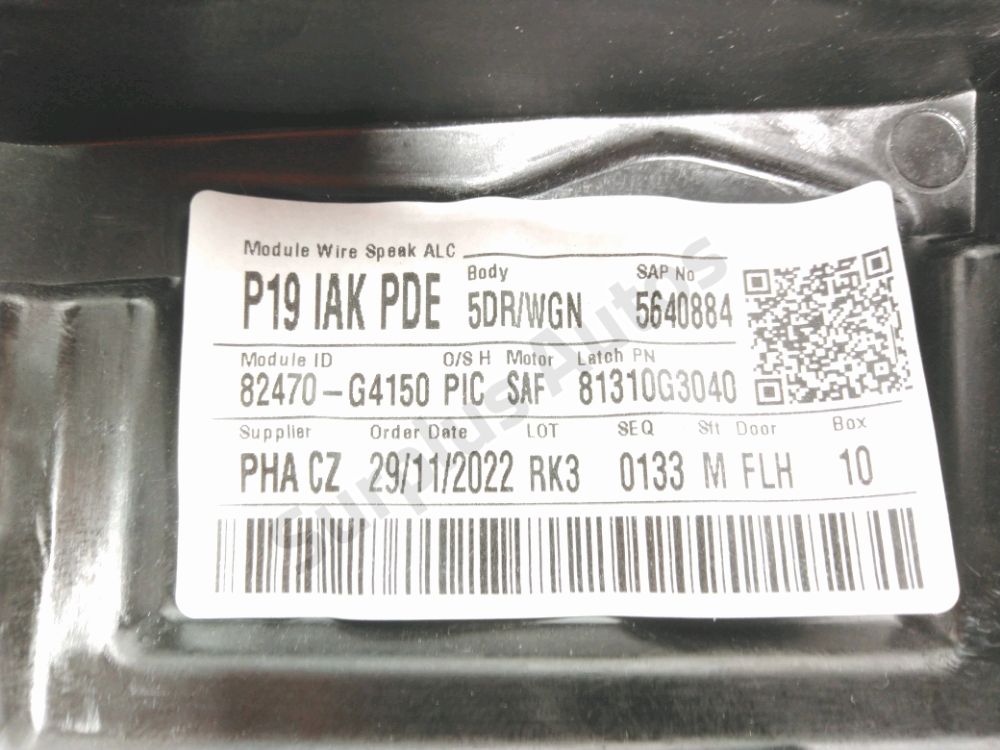 Module Wire Speak ALC
Body SAP No
P19 IAK PDE 5DR/WGN 5640884
Module ID O/S H Motor Latch PN
82470-G4150 PIC SAF 81310G3040
Supplier Order Date LOT SEQ Sft Door Box
PHA CZ 29/11/2022 RK3 0133 M FLH 10
Surplus Autos